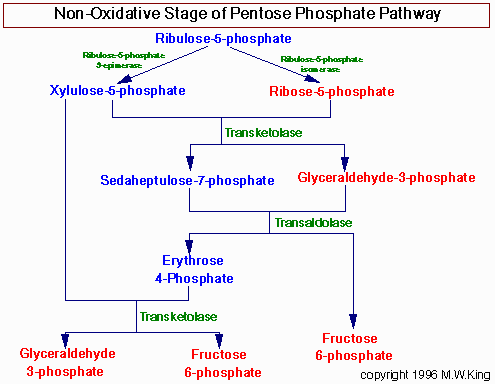 Non-Oxidative Stage of Pentose Phosphate Pathway
Ribulose-5-phosphate
Ribulose-5-phosphate
3-epimerase
Ribulose-5-phosphate
isomerase
Xylulose-5-phosphate
Ribose-5-phosphate
Transketolase
Sedaheptulose-7-phosphate
Glyceraldehyde-3-phosphate
Transaldolase
Erythrose
4-Phosphate
Transketolase
Glyceraldehyde
3-phosphate
Fructose
6-phosphate
Fructose
6-phosphate
copyright 1996 M.W.King